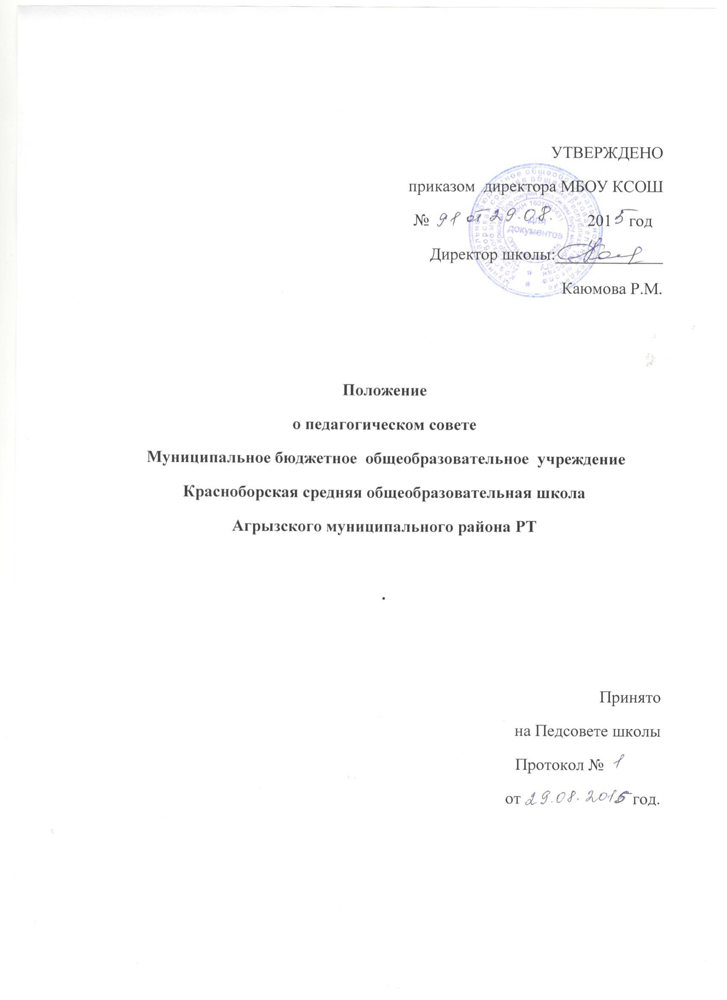 УТВЕРЖДЕНО
приказом директора МБОУ КСОШ
№ 91 от 29.08. 2015 год
Директор школы:
Каюмова Р.М.
для
документов
Положение
о педагогическом совете
Муниципальное бюджетное общеобразовательное учреждение
Красноборская средняя общеобразовательная школа
Агрызского муниципального района РТ
.
Принято
на Педсовете школы
Протокол № 1
от 29.08.2015 год.